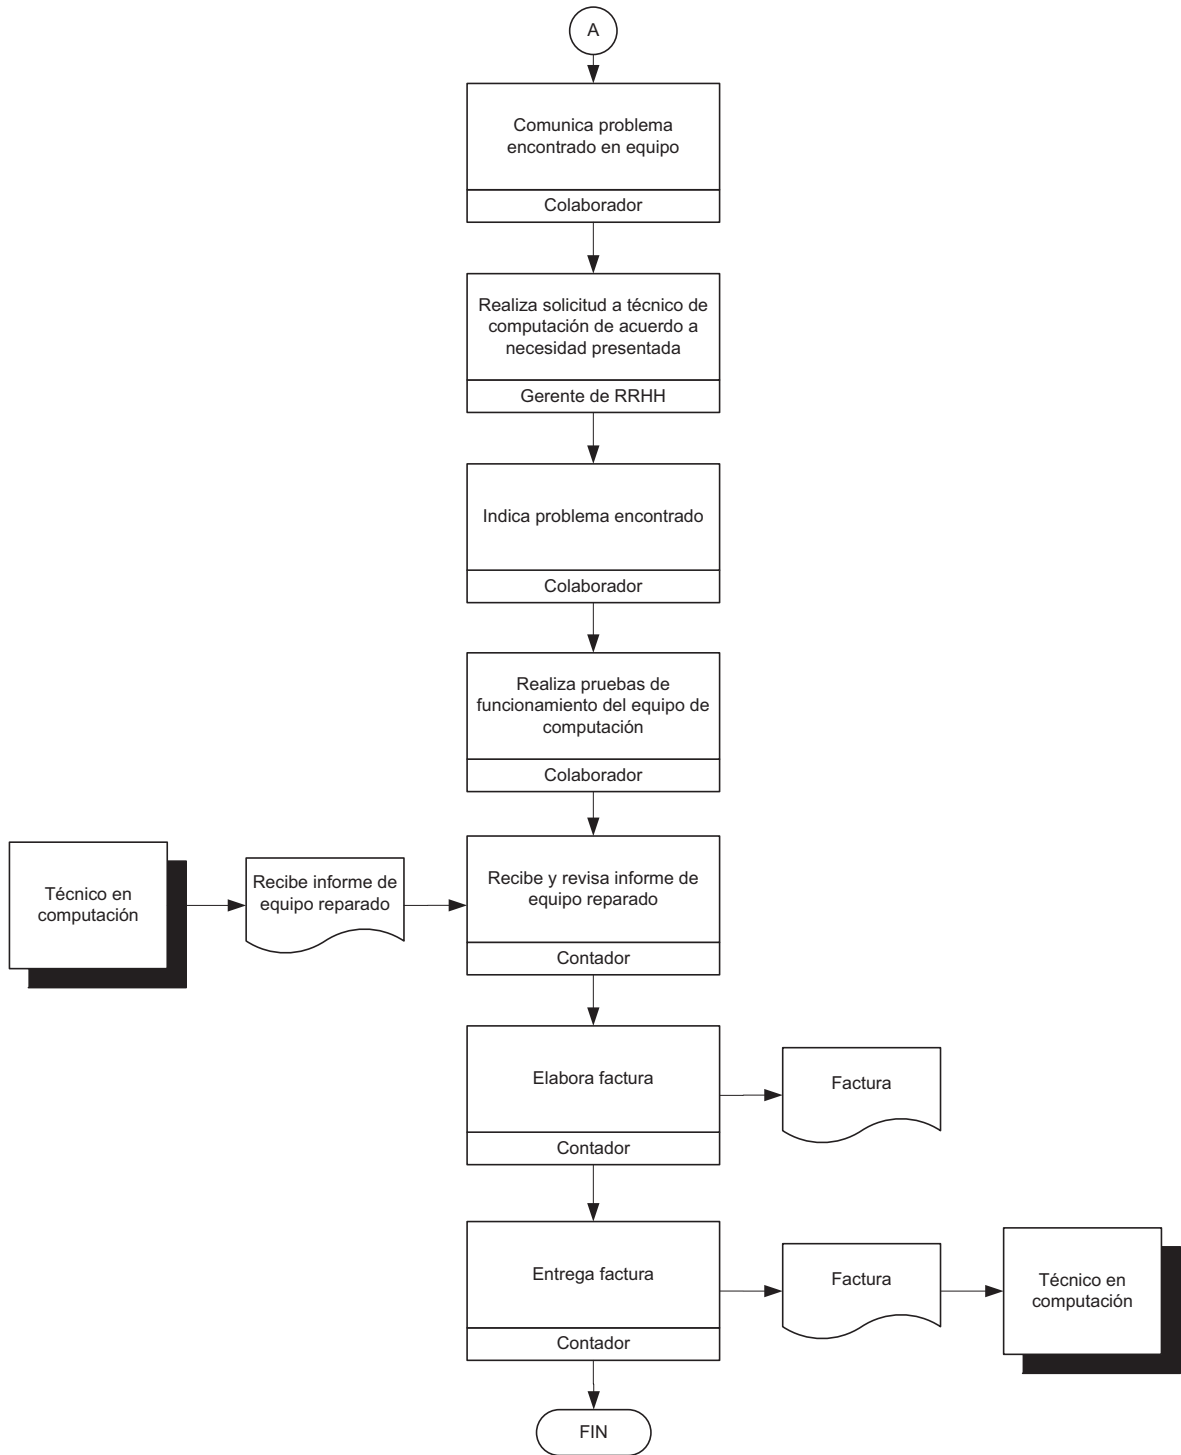 A
Comunica problema
encontrado en equipo
Colaborador
Realiza solicitud a técnico de
computación de acuerdo a
necesidad presentada
Gerente de RRHH
Indica problema encontrado
Colaborador
Realiza pruebas de
funcionamiento del equipo de
computación
Colaborador
Técnico en
computación
Recibe informe de
equipo reparado
Recibe y revisa informe de
equipo reparado
Contador
Elabora factura
Contador
Factura
Entrega factura
Contador
Factura
Técnico en
computación
FIN